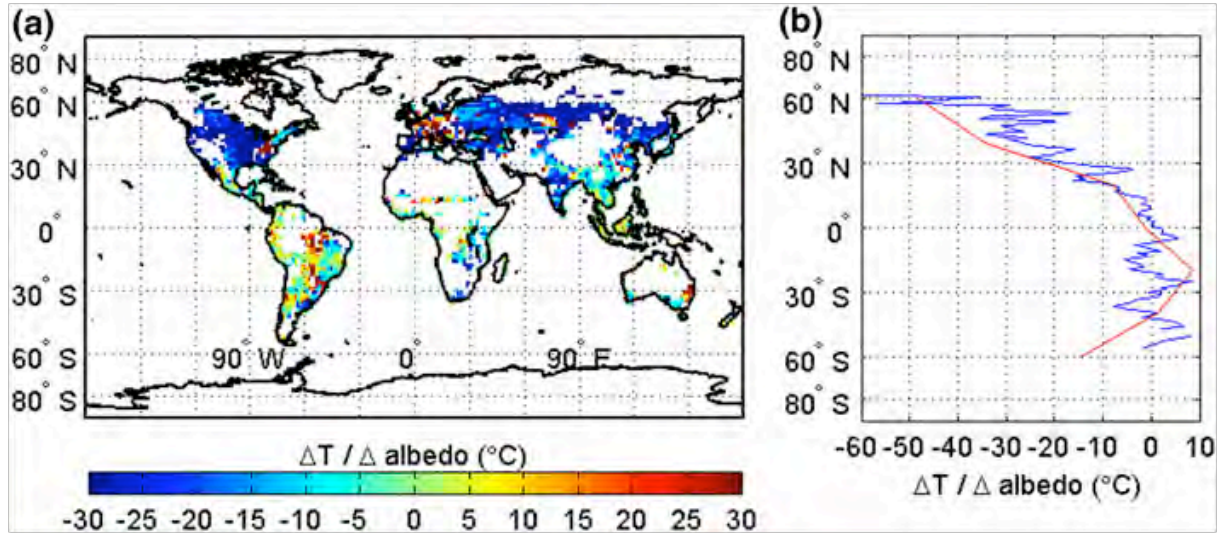 (a)
80° N
60° N
30° N
0°
30° S
60° S
80° S
90° W
0°
90° E
ΔT / Δ albedo (°C)
-30 -25 -20 -15 -10 -5 0 5 10 15 20 25 30
(b)
80° N
60° N
30° N
0°
30° S
60° S
80° S
-60 -50 -40 -30 -20 -10 0 10
ΔT / Δ albedo (°C)